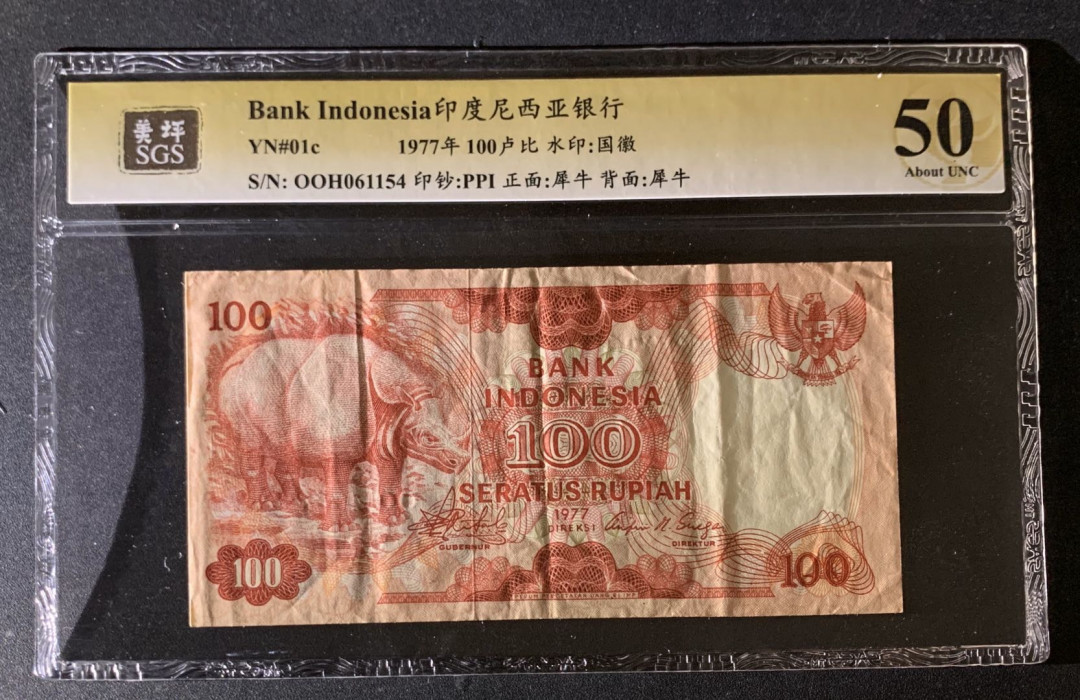 美坪
SGS
Bank Indonesia印度尼西亚银行
YN#01c 1977年 100卢比 水印:国徽
S/N: OOH061154 印钞:PPI 正面:犀牛 背面:犀牛
50
About UNC
100
BANK
INDONESIA
100
SERATUS RUPIAH
1977
DIREKSI
GUBERNUR
DIREKTUR
100
100